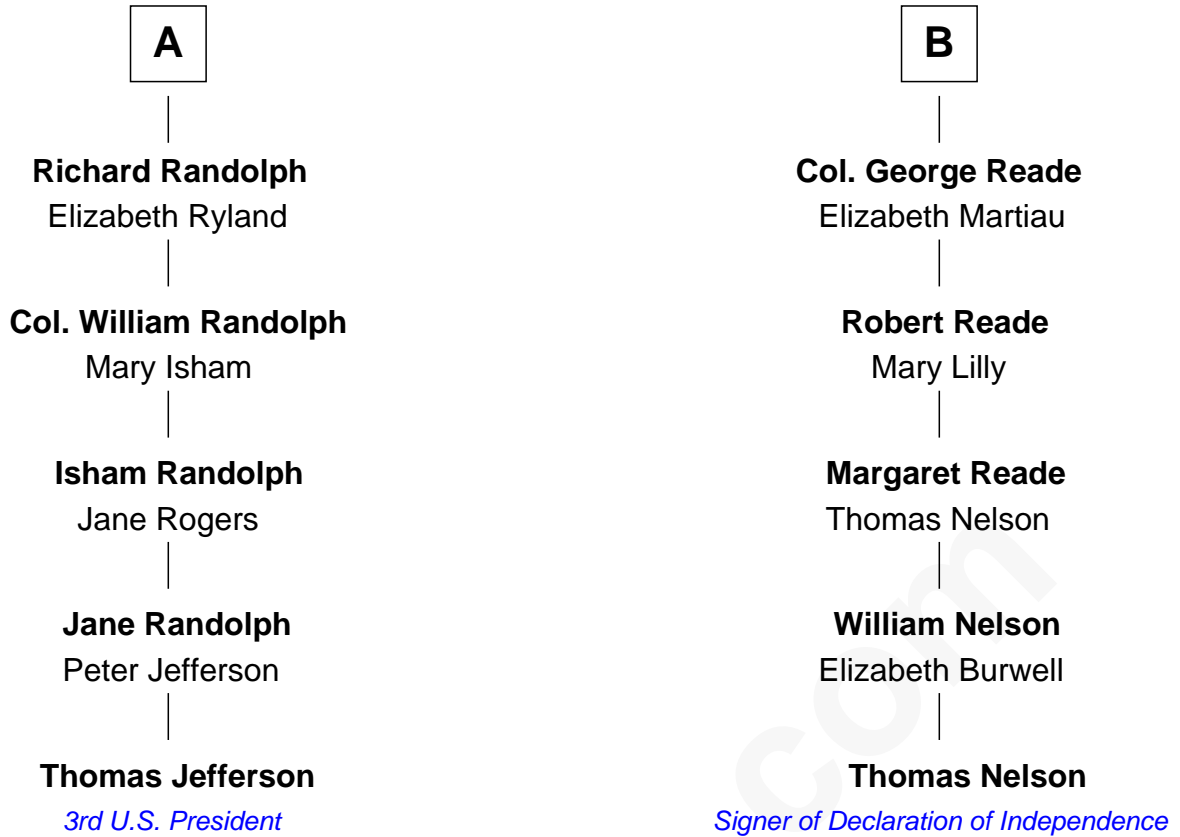 A
Richard Randolph
Elizabeth Ryland
Col. William Randolph
Mary Isham
Isham Randolph
Jane Rogers
Jane Randolph
Peter Jefferson
Thomas Jefferson
3rd U.S. President
B
Col. George Reade
Elizabeth Martiau
Robert Reade
Mary Lilly
Margaret Reade
Thomas Nelson
William Nelson
Elizabeth Burwell
Thomas Nelson
Signer of Declaration of Independence
com